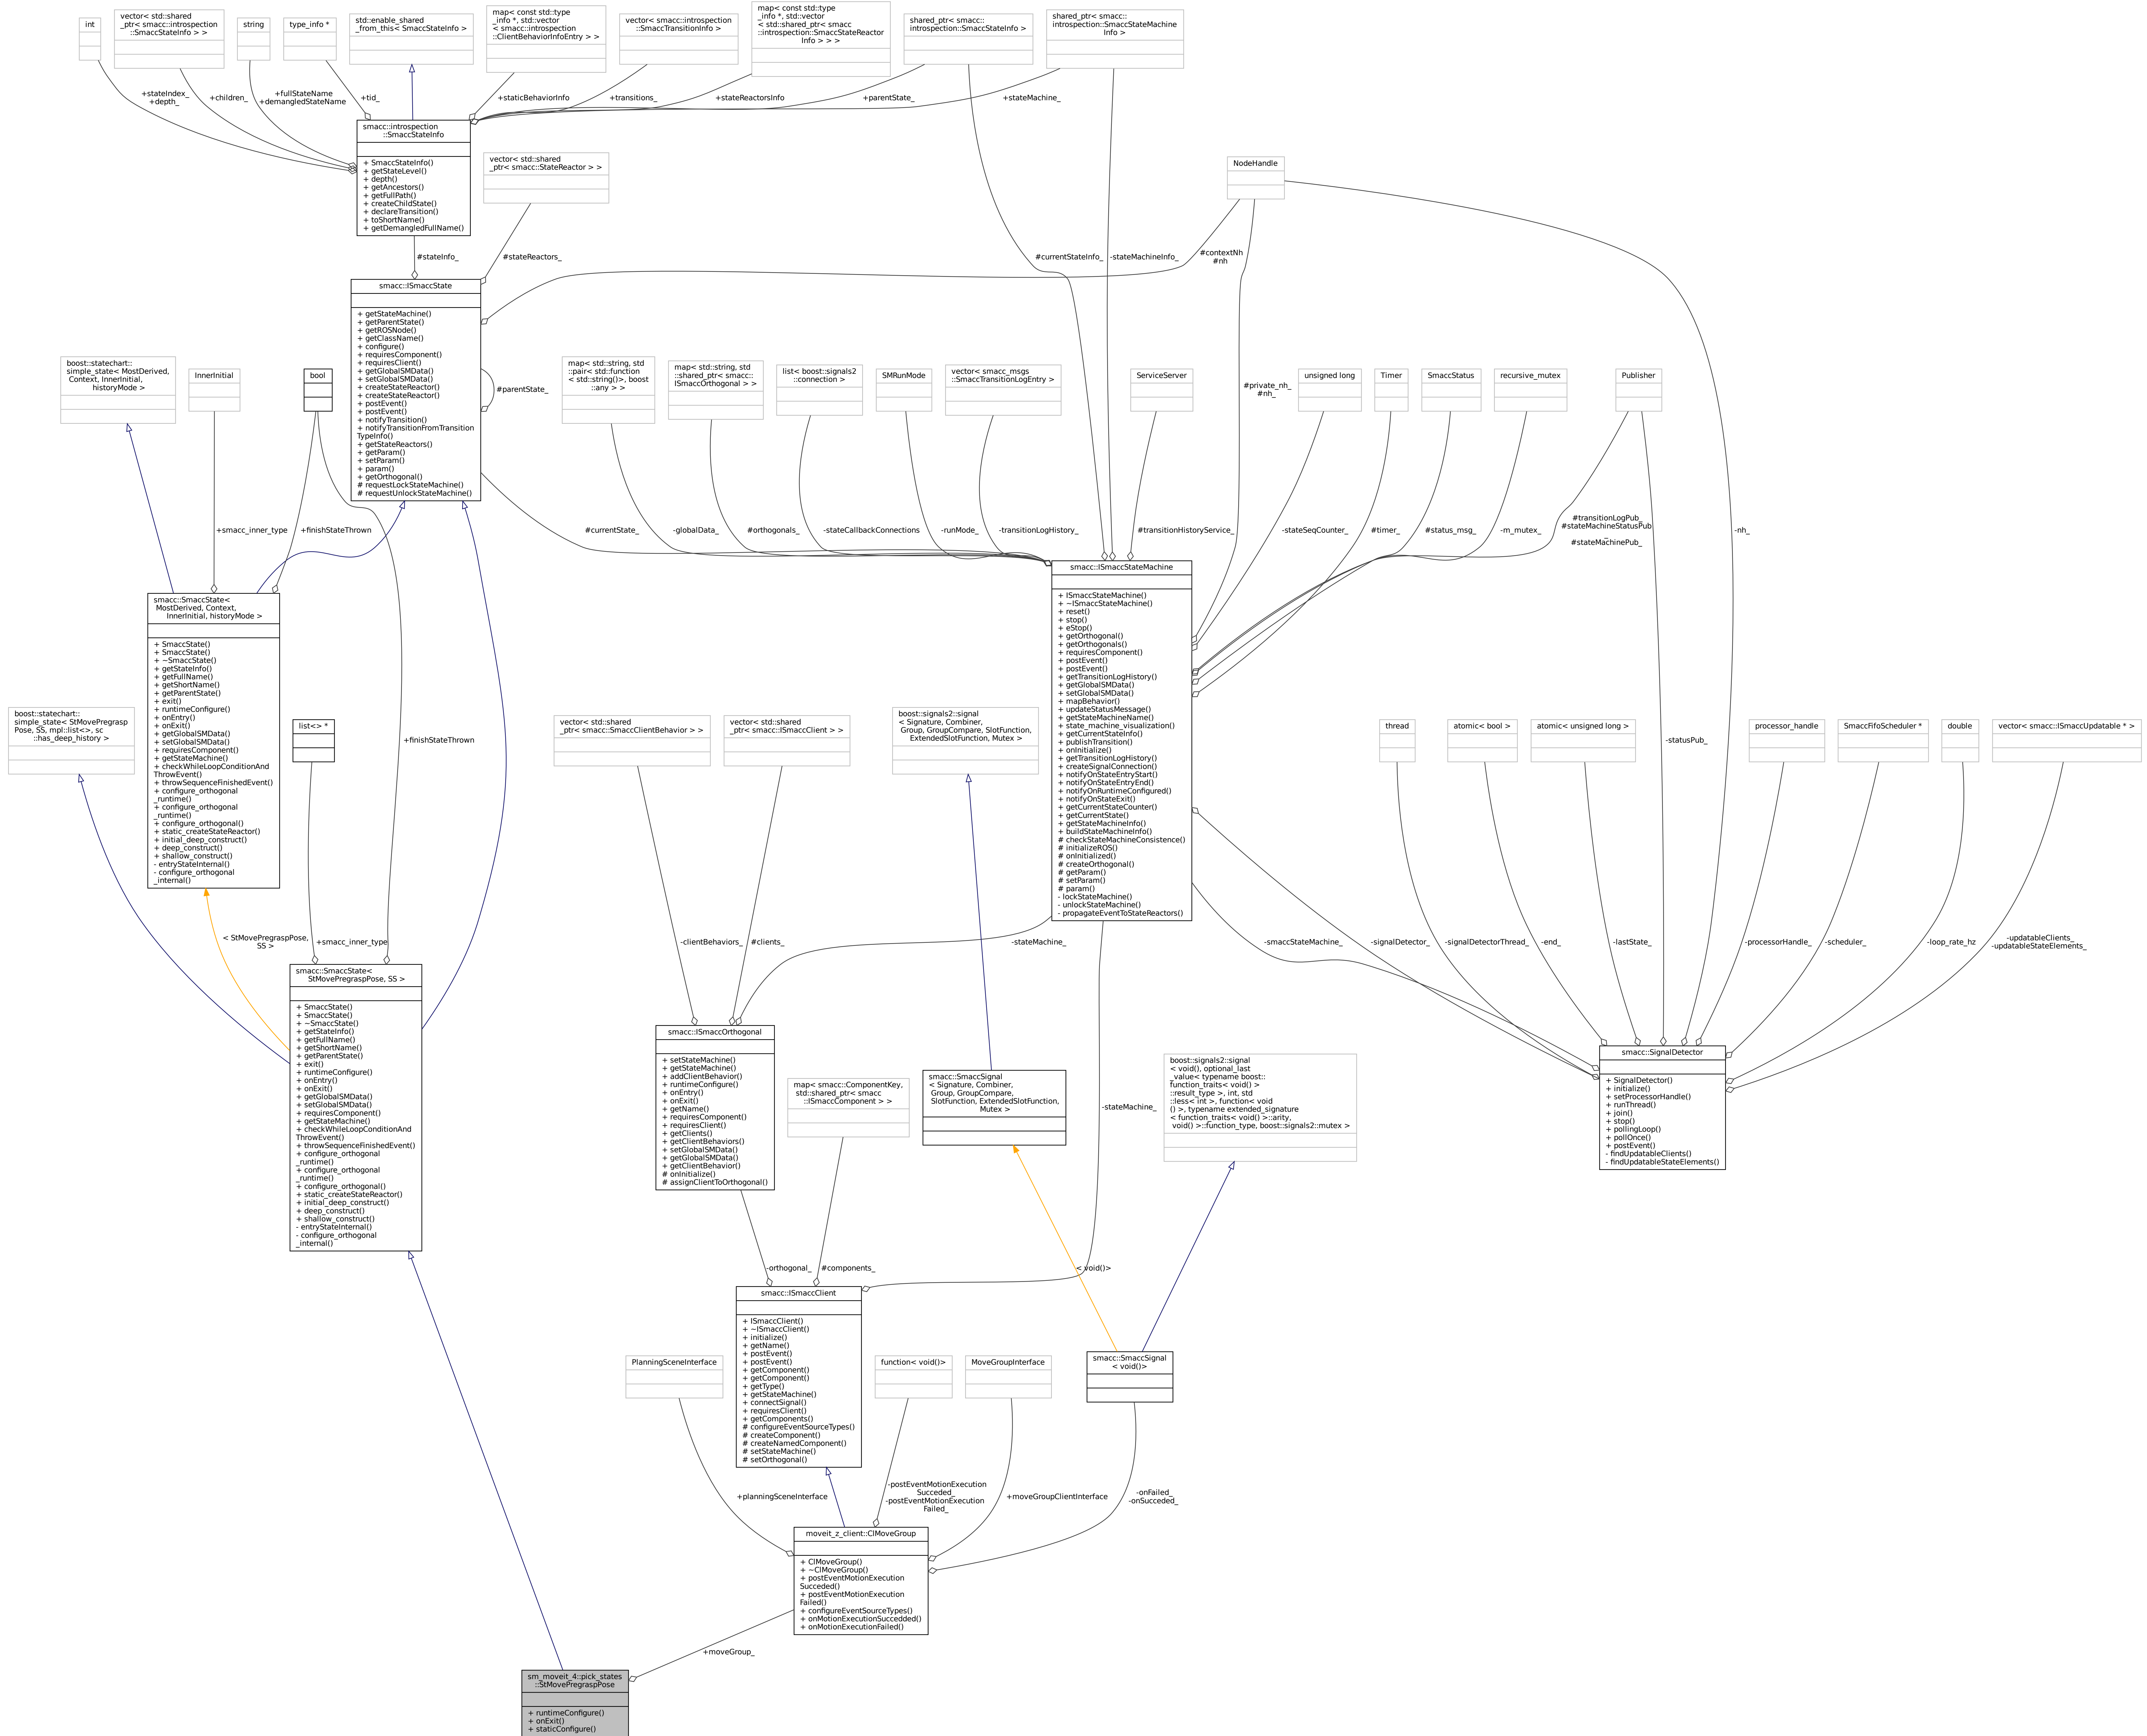 int
vector< std::shared
_ptr< smacc::introspection
::SmaccStateInfo > >
string
type_info *
std::enable_shared
_from_this< SmaccStateInfo >
map< const std::type
_info *, std::vector
< smacc::introspection
::ClientBehaviorInfoEntry > >
vector< smacc::introspection
::SmaccTransitionInfo >
map< const std::type
_info *, std::vector
< std::shared_ptr< smacc
::introspection::SmaccStateReactor
Info > > >
shared_ptr< smacc::
introspection::SmaccStateInfo >
shared_ptr< smacc::
introspection::SmaccStateMachine
Info >
+stateIndex_
+depth_
+children_
+fullStateName
+demangledStateName
+tid_
+staticBehaviorInfo
+transitions_
+stateReactorsInfo
+parentState_
+stateMachine_
smacc::introspection
::SmaccStateInfo
+ SmaccStateInfo()
+ getStateLevel()
+ depth()
+ getAncestors()
+ getFullPath()
+ createChildState()
+ declareTransition()
+ toShortName()
+ getDemangledFullName()
vector< std::shared
_ptr< smacc::StateReactor > >
NodeHandle
#stateInfo_
#stateReactors_
#contextNh
#nh
#currentStateInfo_
-stateMachineInfo_
smacc::ISmaccState
+ getStateMachine()
+ getParentState()
+ getROSNode()
+ getClassName()
+ configure()
+ requiresComponent()
+ requiresClient()
+ getGlobalSMData()
+ setGlobalSMData()
+ createStateReactor()
+ createStateReactor()
+ postEvent()
+ postEvent()
+ notifyTransition()
+ notifyTransitionFromTransition
TypeInfo()
+ getStateReactors()
+ getParam()
+ setParam()
+ param()
+ getOrthogonal()
# requestLockStateMachine()
# requestUnlockStateMachine()
#parentState_
boost::statechart::
simple_state< MostDerived,
Context, InnerInitial,
historyMode >
InnerInitial
bool
map< std::string, std
::pair< std::function
< std::string()>, boost
::any > >
map< std::string, std
::shared_ptr< smacc::
ISmaccOrthogonal > >
list< boost::signals2
::connection >
SMRunMode
vector< smacc_msgs
::SmaccTransitionLogEntry >
ServiceServer
#private_nh_
#nh_
unsigned long
Timer
SmaccStatus
recursive_mutex
Publisher
+smacc_inner_type
+finishStateThrown
#currentState_
-globalData_
#orthogonals_
-stateCallbackConnections
-runMode_
-transitionLogHistory_
#transitionHistoryService_
-stateSeqCounter_
#timer_
#status_msg_
-m_mutex_
#transitionLogPub_
#stateMachineStatusPub
_
#stateMachinePub_
-nh_
smacc::SmaccState<
MostDerived, Context,
InnerInitial, historyMode >
+ SmaccState()
+ SmaccState()
+ ~SmaccState()
+ getStateInfo()
+ getFullName()
+ getShortName()
+ getParentState()
+ exit()
+ runtimeConfigure()
+ onEntry()
+ onExit()
+ getGlobalSMData()
+ setGlobalSMData()
+ requiresComponent()
+ getStateMachine()
+ checkWhileLoopConditionAnd
ThrowEvent()
+ throwSequenceFinishedEvent()
+ configure_orthogonal
_runtime()
+ configure_orthogonal
_runtime()
+ configure_orthogonal()
+ static_createStateReactor()
+ initial_deep_construct()
+ deep_construct()
+ shallow_construct()
- entryStateInternal()
- configure_orthogonal
_internal()
smacc::ISmaccStateMachine
+ ISmaccStateMachine()
+ ~ISmaccStateMachine()
+ reset()
+ stop()
+ eStop()
+ getOrthogonal()
+ getOrthogonals()
+ requiresComponent()
+ postEvent()
+ postEvent()
+ getTransitionLogHistory()
+ getGlobalSMData()
+ setGlobalSMData()
+ mapBehavior()
+ updateStatusMessage()
+ getStateMachineName()
+ state_machine_visualization()
+ getCurrentStateInfo()
+ publishTransition()
+ onInitialize()
+ getTransitionLogHistory()
+ createSignalConnection()
+ notifyOnStateEntryStart()
+ notifyOnStateEntryEnd()
+ notifyOnRuntimeConfigured()
+ notifyOnStateExit()
+ getCurrentStateCounter()
+ getCurrentState()
+ getStateMachineInfo()
+ buildStateMachineInfo()
# checkStateMachineConsistence()
# initializeROS()
# onInitialized()
# createOrthogonal()
# getParam()
# setParam()
# param()
- lockStateMachine()
- unlockStateMachine()
- propagateEventToStateReactors()
boost::statechart::
simple_state< StMovePregrasp
Pose, SS, mpl::list<>, sc
::has_deep_history >
list<> *
+finishStateThrown
vector< std::shared
_ptr< smacc::SmaccClientBehavior > >
vector< std::shared
_ptr< smacc::ISmaccClient > >
boost::signals2::signal
< Signature, Combiner,
Group, GroupCompare, SlotFunction,
ExtendedSlotFunction, Mutex >
thread
atomic< bool >
atomic< unsigned long >
-statusPub_
processor_handle
SmaccFifoScheduler *
double
vector< smacc::ISmaccUpdatable * >
< StMovePregraspPose,
SS >
+smacc_inner_type
-clientBehaviors_
#clients_
-stateMachine_
-smaccStateMachine_
-signalDetector_
-signalDetectorThread_
-end_
-lastState_
-processorHandle_
-scheduler_
-loop_rate_hz
-updatableClients_
-updatableStateElements_
smacc::SmaccState<
StMovePregraspPose, SS >
+ SmaccState()
+ SmaccState()
+ ~SmaccState()
+ getStateInfo()
+ getFullName()
+ getShortName()
+ getParentState()
+ exit()
+ runtimeConfigure()
+ onEntry()
+ onExit()
+ getGlobalSMData()
+ setGlobalSMData()
+ requiresComponent()
+ getStateMachine()
+ checkWhileLoopConditionAnd
ThrowEvent()
+ throwSequenceFinishedEvent()
+ configure_orthogonal
_runtime()
+ configure_orthogonal
_runtime()
+ configure_orthogonal()
+ static_createStateReactor()
+ initial_deep_construct()
+ deep_construct()
+ shallow_construct()
- entryStateInternal()
- configure_orthogonal
_internal()
smacc::ISmaccOrthogonal
+ setStateMachine()
+ getStateMachine()
+ addClientBehavior()
+ runtimeConfigure()
+ onEntry()
+ onExit()
+ getName()
+ requiresComponent()
+ requiresClient()
+ getClients()
+ getClientBehaviors()
+ setGlobalSMData()
+ getGlobalSMData()
+ getClientBehavior()
# onInitialize()
# assignClientToOrthogonal()
map< smacc::ComponentKey,
std::shared_ptr< smacc
::ISmaccComponent > >
smacc::SmaccSignal
< Signature, Combiner,
Group, GroupCompare,
SlotFunction, ExtendedSlotFunction,
Mutex >
-stateMachine_
boost::signals2::signal
< void(), optional_last
_value< typename boost::
function_traits< void() >
::result_type >, int, std
::less< int >, function< void
() >, typename extended_signature
< function_traits< void() >::arity,
void() >::function_type, boost::signals2::mutex >
smacc::SignalDetector
+ SignalDetector()
+ initialize()
+ setProcessorHandle()
+ runThread()
+ join()
+ stop()
+ pollingLoop()
+ pollOnce()
+ postEvent()
- findUpdatableClients()
- findUpdatableStateElements()
-orthogonal_
#components_
< void()>
smacc::ISmaccClient
+ ISmaccClient()
+ ~ISmaccClient()
+ initialize()
+ getName()
+ postEvent()
+ postEvent()
+ getComponent()
+ getComponent()
+ getType()
+ getStateMachine()
+ connectSignal()
+ requiresClient()
+ getComponents()
# configureEventSourceTypes()
# createComponent()
# createNamedComponent()
# setStateMachine()
# setOrthogonal()
PlanningSceneInterface
function< void()>
MoveGroupInterface
smacc::SmaccSignal
< void()>
+planningSceneInterface
-postEventMotionExecution
Succeded_
-postEventMotionExecution
Failed_
+moveGroupClientInterface
-onFailed_
-onSucceded_
moveit_z_client::ClMoveGroup
+ ClMoveGroup()
+ ~ClMoveGroup()
+ postEventMotionExecution
Succeded()
+ postEventMotionExecution
Failed()
+ configureEventSourceTypes()
+ onMotionExecutionSuccedded()
+ onMotionExecutionFailed()
+moveGroup_
sm_moveit_4::pick_states
::StMovePregraspPose
+ runtimeConfigure()
+ onExit()
+ staticConfigure()